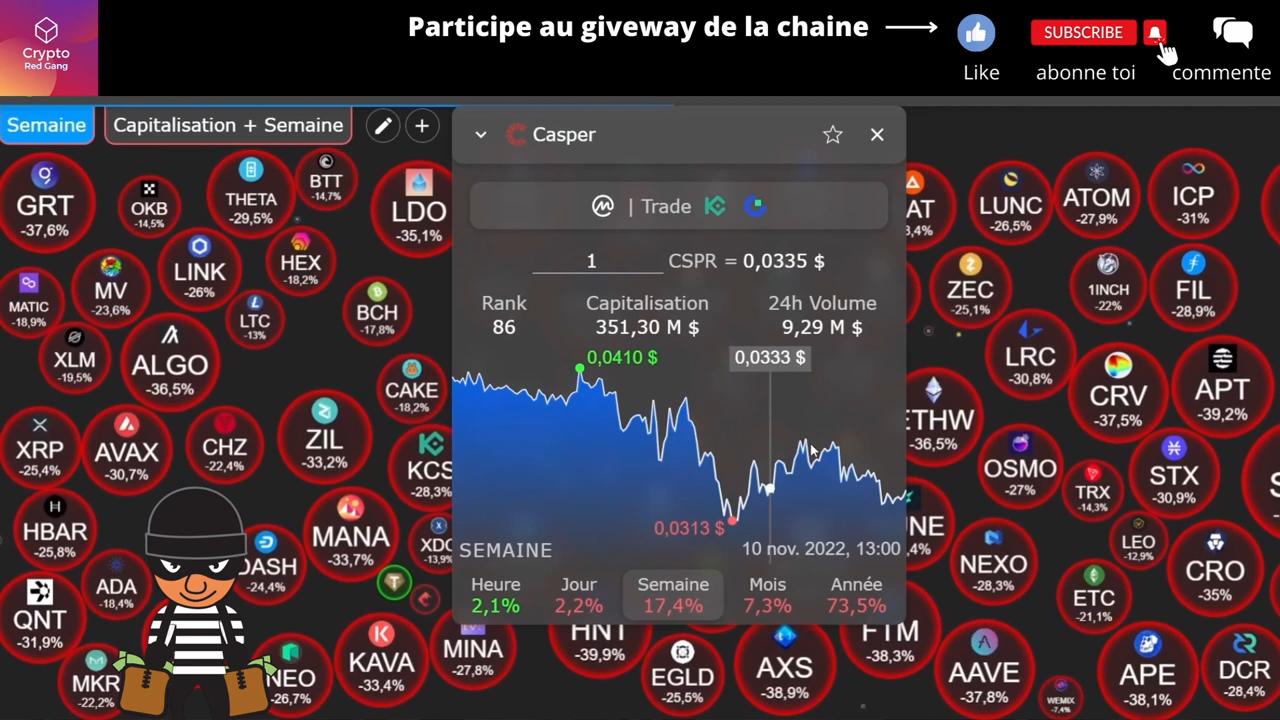 Participe au giveway de la chaine
Crypto
Red Gang
SUBSCRIBE
Like
abonne toi
commente
Semaine
Capitalisation + Semaine
Casper
| Trade
1 CSPR = 0,0335 $
Rank
Capitalisation
24h Volume
86
351,30 M $
9,29 M $
0,0410 $
0,0333 $
0,0313 $
SEMAINE
10 nov. 2022, 13:00
Heure
Jour
Semaine
Mois
Année
2,1%
2,2%
17,4%
7,3%
73,5%
GRT
-37,6%
OKB
-14,5%
THETA
-29,5%
BTT
-14,7%
LDO
-35,1%
MATIC
-18,9%
MV
-23,6%
LINK
-26%
HEX
-18,2%
LTC
-13%
BCH
-17,8%
XLM
-19,5%
ALGO
-36,5%
CAKE
-18,2%
XRP
-25,4%
AVAX
-30,7%
CHZ
-22,4%
ZIL
-33,2%
KCS
-28,3%
HBAR
-25,8%
MANA
-33,7%
XDC
-13,9%
DASH
-24,4%
ADA
-18,4%
QNT
-31,9%
MKR
-22,2%
NEO
-26,7%
KAVA
-33,4%
MINA
-27,8%
HNT
-39,9%
EGLD
-25,5%
AXS
-38,9%
FTM
-38,3%
AT
3,4%
LUNC
-26,5%
ATOM
-27,9%
ICP
-31%
ZEC
-25,1%
1INCH
-22%
FIL
-28,9%
LRC
-30,8%
CRV
-37,5%
APT
-39,2%
ETHW
-36,5%
OSMO
-27%
TRX
-14,3%
STX
-30,9%
NE
,4%
NEXO
-28,3%
LEO
-12,9%
CRO
-35%
ETC
-21,1%
AAVE
-37,8%
WEMIX
-7,4%
APE
-38,1%
DCR
-28,4%